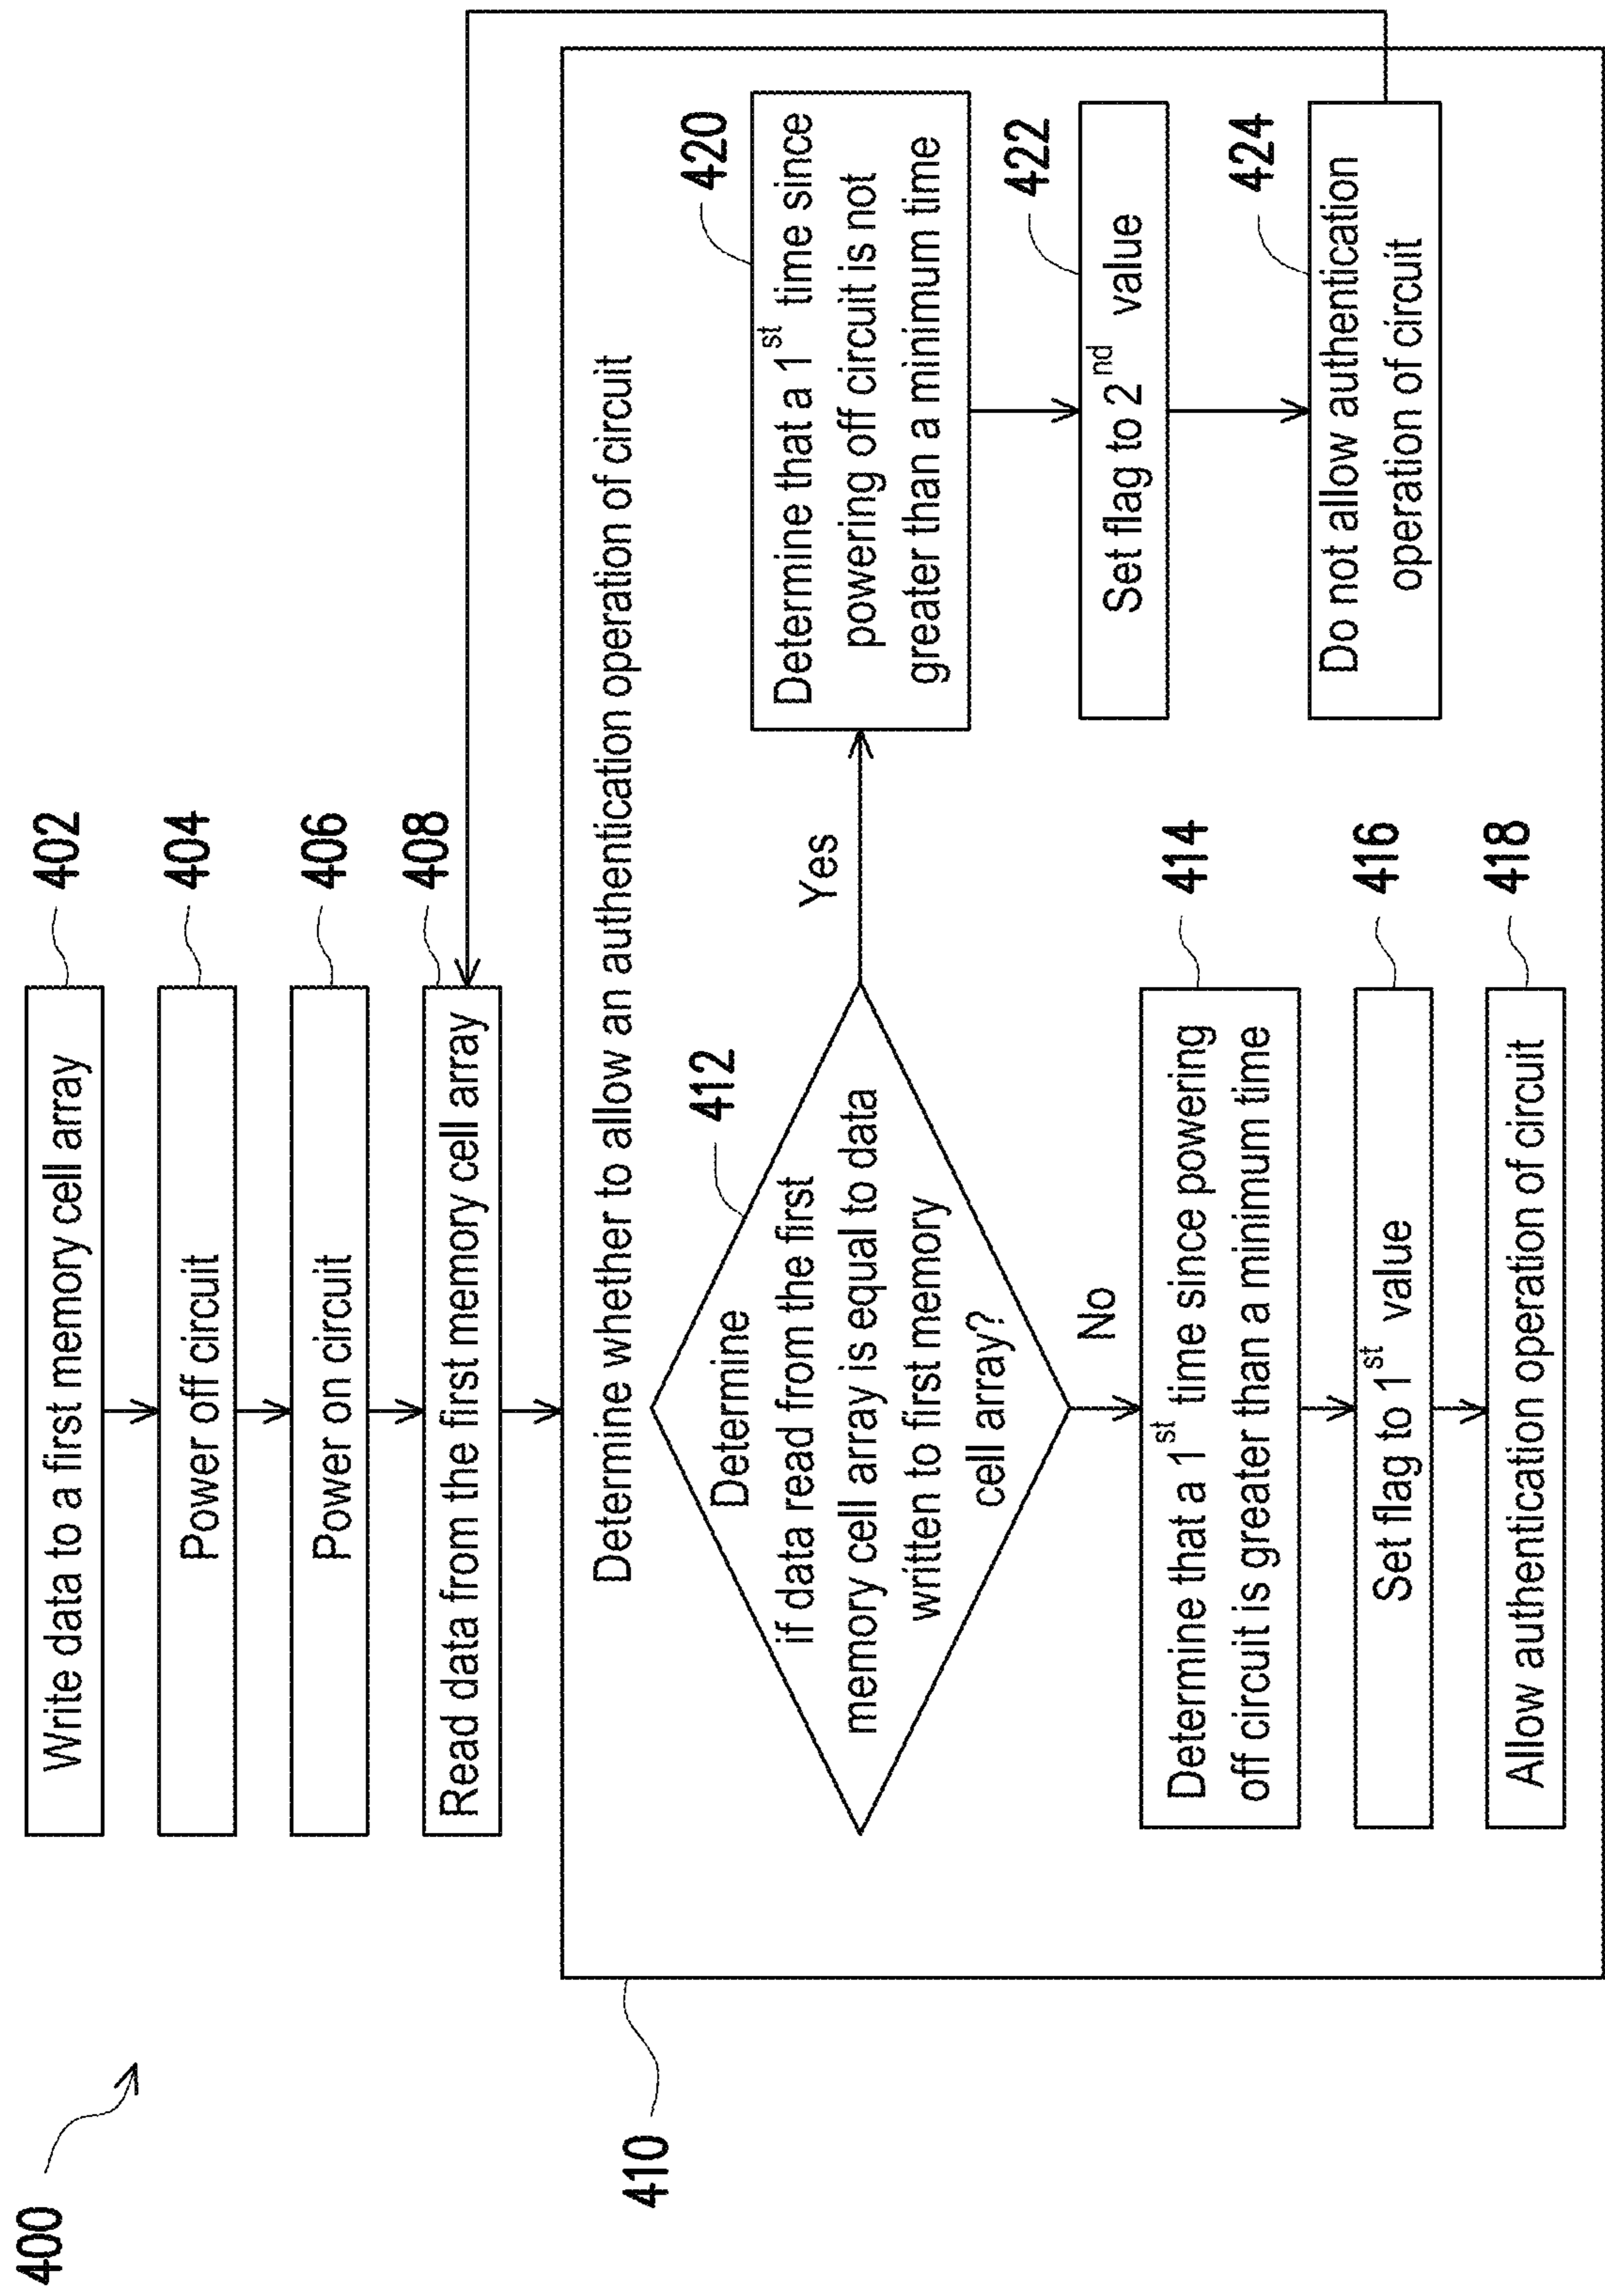 400
Write data to a first memory cell array
402
Power off circuit
404
Power on circuit
406
Read data from the first memory cell array
408
410
Determine whether to allow an authentication operation of circuit
412
Determine
if data read from the first
memory cell array is equal to data
written to first memory
cell array?
Yes
No
Determine that a 1st time since powering
off circuit is greater than a minimum time
414
Set flag to 1st value
416
Allow authentication operation of circuit
418
Determine that a 1st time since
powering off circuit is not
greater than a minimum time
420
Set flag to 2nd value
422
Do not allow authentication
operation of circuit
424